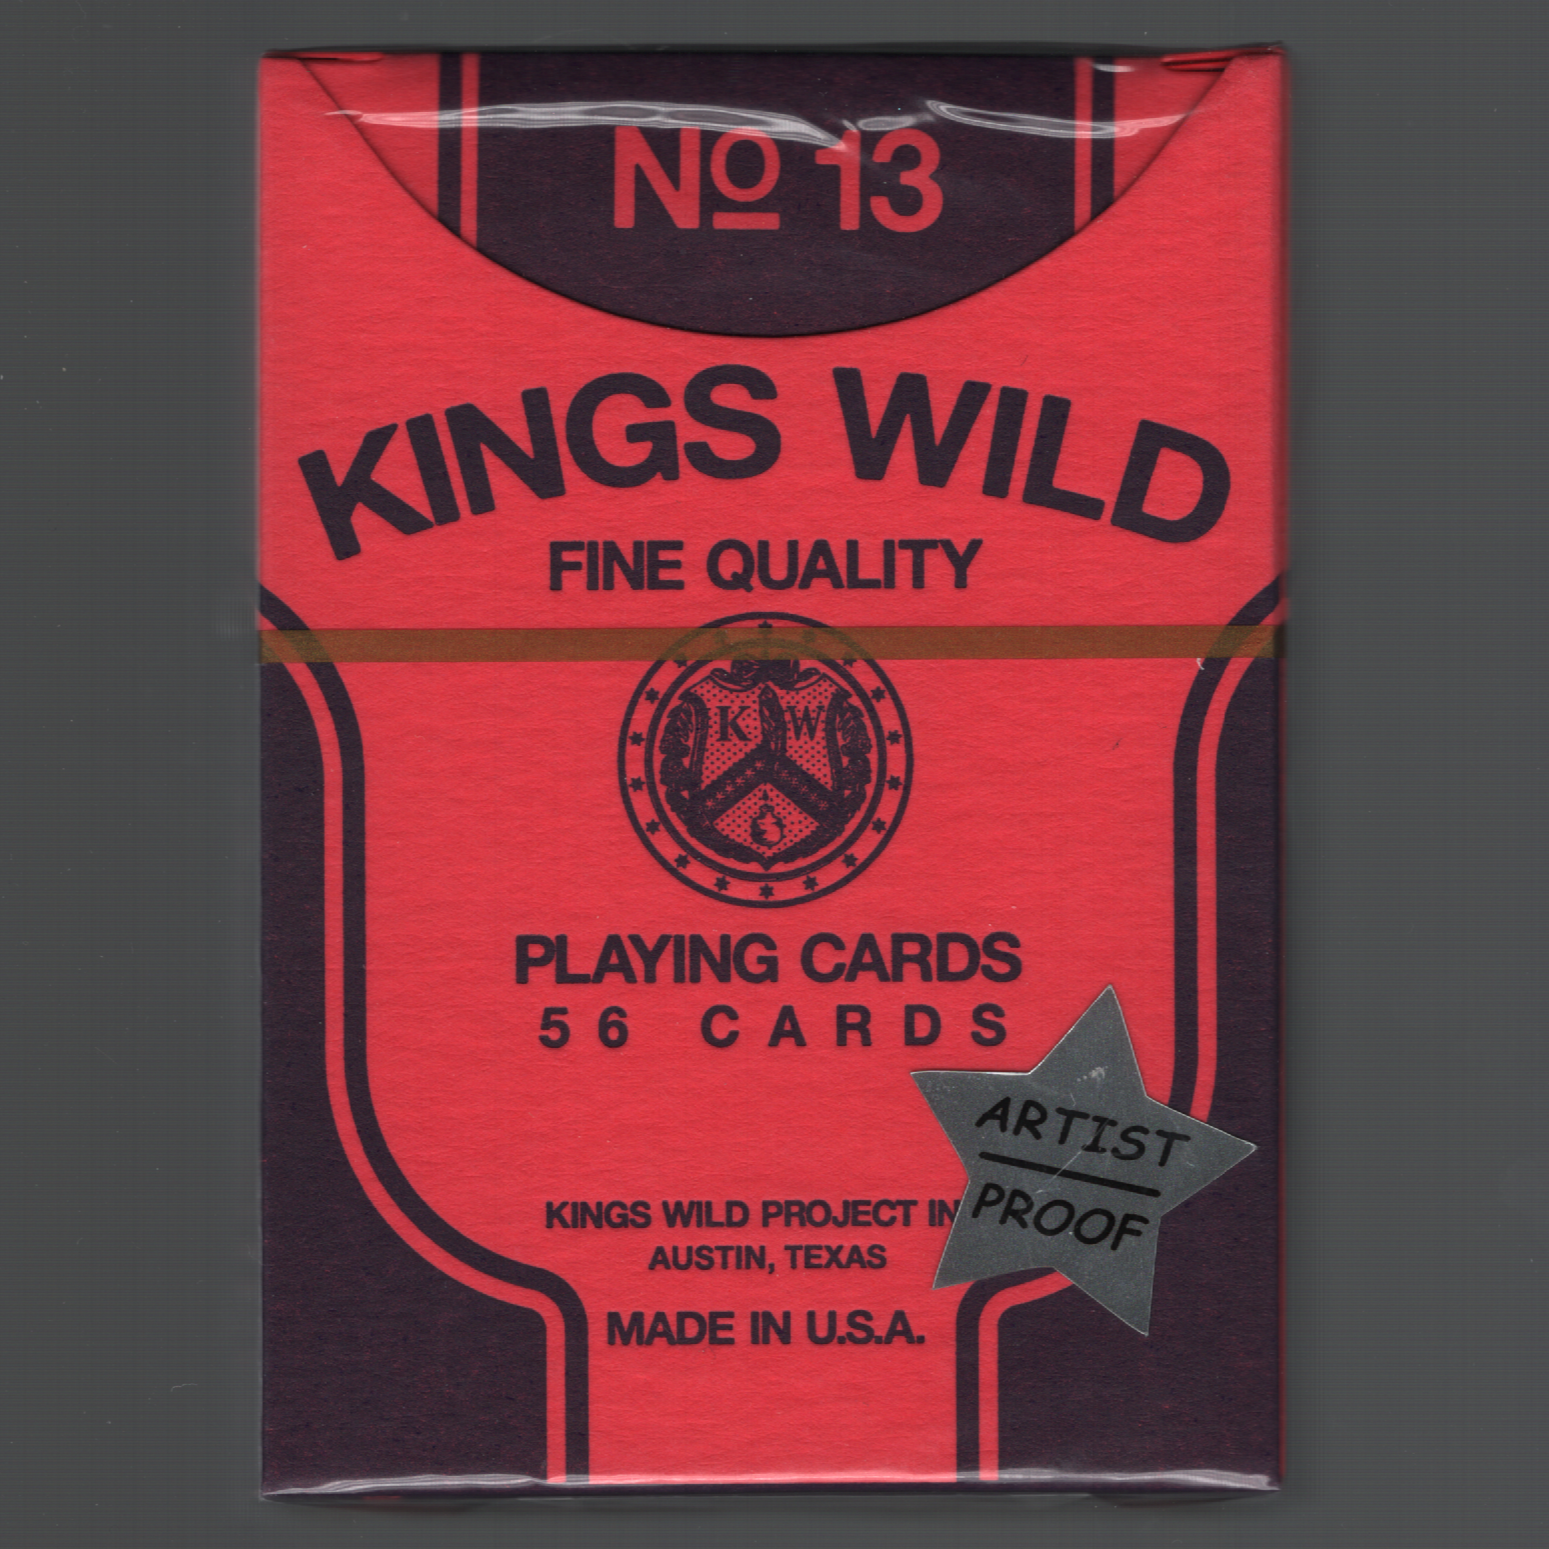 No 13
KINGS WILD
FINE QUALITY
K W
PLAYING CARDS
56 CARDS
ARTIST
PROOF
KINGS WILD PROJECT IN
AUSTIN, TEXAS
MADE IN U.S.A.